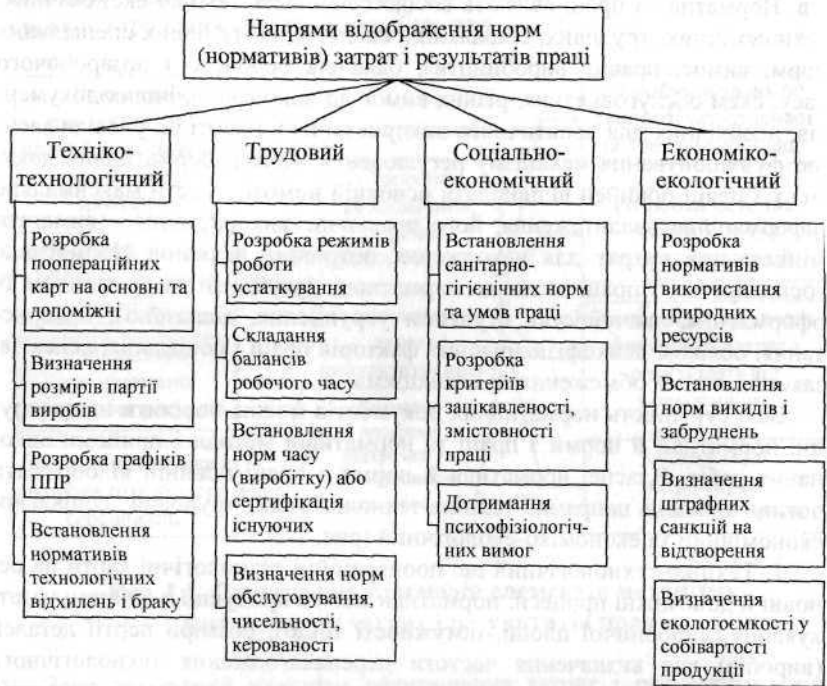 Напрями відображення норм
(нормативів) затрат і результатів праці
Техніко-
технологічний
Розробка
операційних
карт на основні та
допоміжні
Визначення
розмірів партії
виробів
Розробка графіків
ППР
Встановлення
нормативів
технологічних
відхилень і браку
Трудовий
Розробка режимів
роботи
устаткування
Складання
балансів
робочого часу
Встановлення
норм часу
(виробітку) або
сертифікація
існуючих
Визначення норм
обслуговування,
чисельності,
керованості
Соціально-
економічний
Встановлення
санітарно-
гігієнічних норм
та умов праці
Розробка
критеріїв
зацікавленості,
змістовності
праці
Дотримання
психофізіологіч-
них вимог
Економіко-
екологічний
Розробка
нормативів
використання
природних
ресурсів
Встановлення
норм викидів і
забруднень
Визначення
штрафних
санкцій на
відтворення
Визначення
екологоємкості у
собівартості
продукції